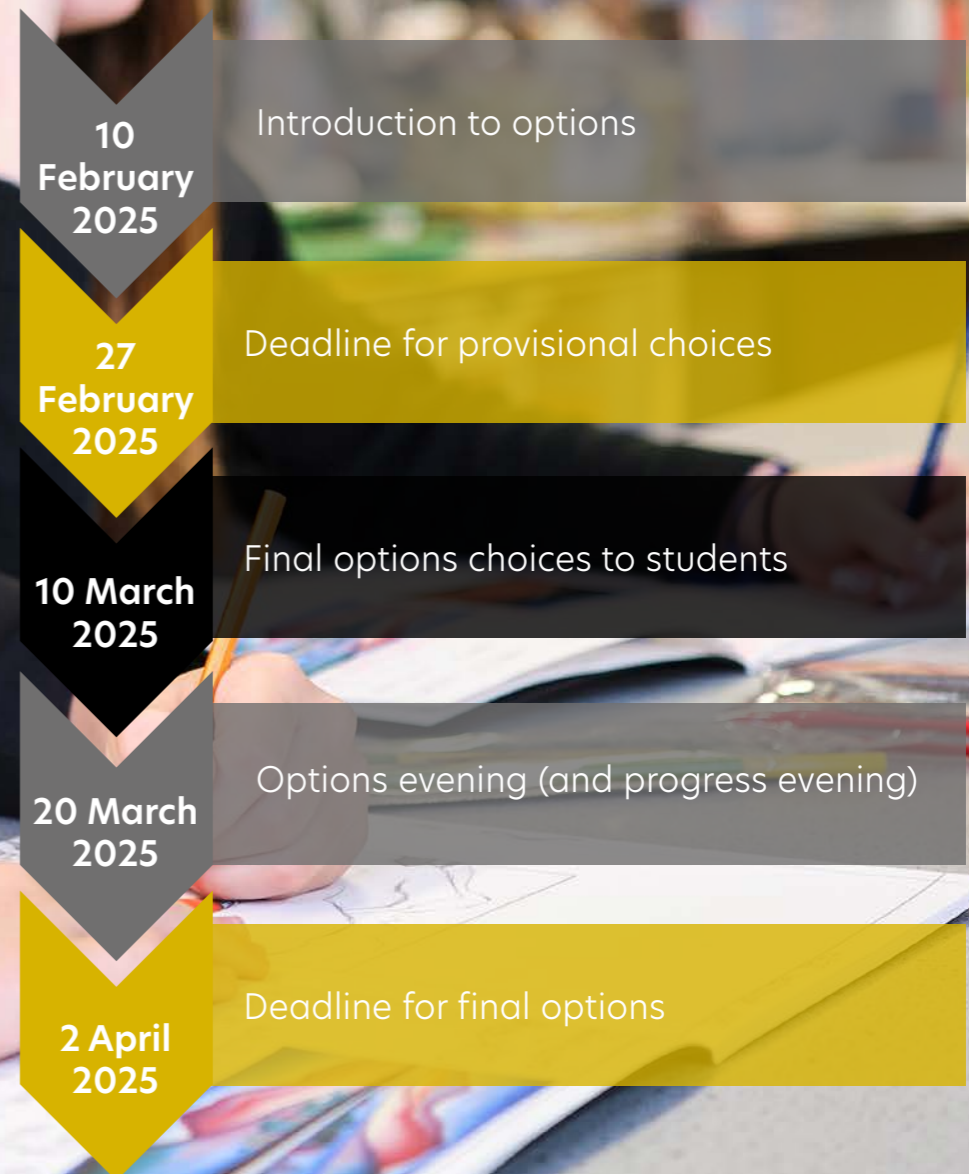 10
February
2025
Introduction to options
27
February
2025
Deadline for provisional choices
10 March
2025
Final options choices to students
20 March
2025
Options evening (and progress evening)
2 April
2025
Deadline for final options